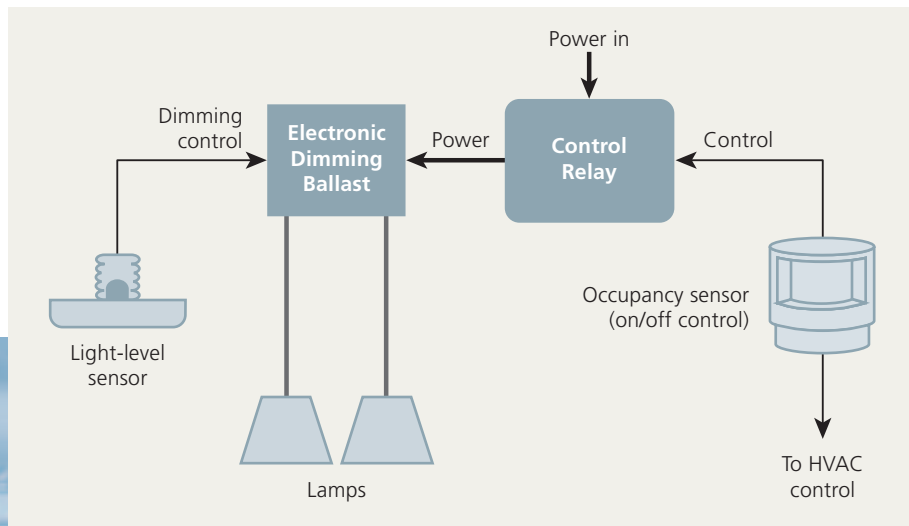 Power in
Dimming
control
Electronic
Dimming
Ballast
Power
Control
Relay
Control
Occupancy sensor
(on/off control)
Light-level
sensor
Lamps
To HVAC
control